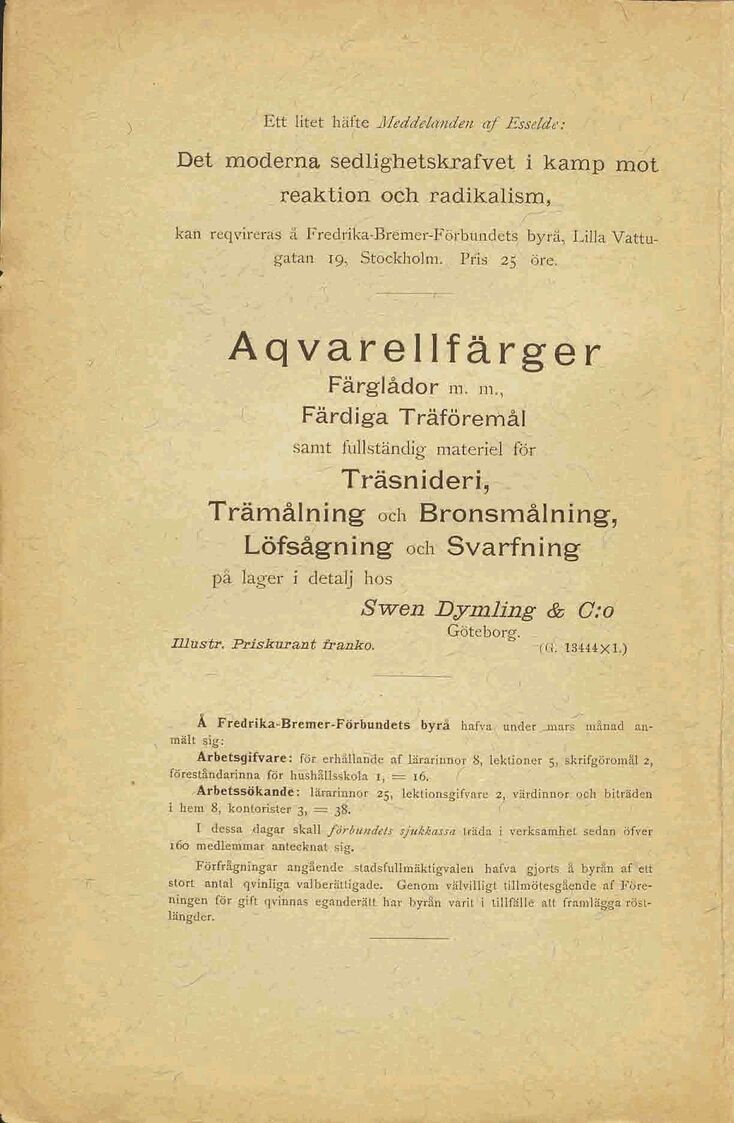 Ett litet häfte Meddelanden af Esselde:
Det moderna sedlighetskrafvet i kamp mot
reaktion och radikalism,
kan reqvireras å Fredrika-Bremer-Förbundets byrå, Lilla Vattu-
gatan 19, Stockholm. Pris 25 öre.
Aqvarellfärger
Färglådor m. m.,
Färdiga Träföremål
samt fullständig materiel för
Träsnideri,
Trämålning och Bronsmålning,
Löfsågning och Svarfning
på lager i detalj hos
Swen Dymling & C:o
Göteborg.
Illustr. Priskurant franko.
(G. 13444X1.)
Å Fredrika-Bremer-Förbundets byrå hafva under mars månad an-
mält sig:
Arbetsgifvare: för erhållande af lärarinnor 8, lektioner 5, skrifgöromål 2,
föreståndarinna för hushållsskola 1, = 16.
Arbetssökande: lärarinnor 25, lektionsgifvare 2, värdinnor och biträden
i hem 8, kontorister 3, = 38.
I dessa dagar skall förbundets sjukkassa träda i verksamhet sedan öfver
160 medlemmar antecknat sig.
Förfrågningar angående stadsfullmäktigvalen hafva gjorts å byrån af ett
stort antal qvinliga valberättigade. Genom välvilligt tillmötesgående af Före-
ningen för gift qvinnas eganderätt har byrån varit i tillfälle att framlägga röst-
längder.